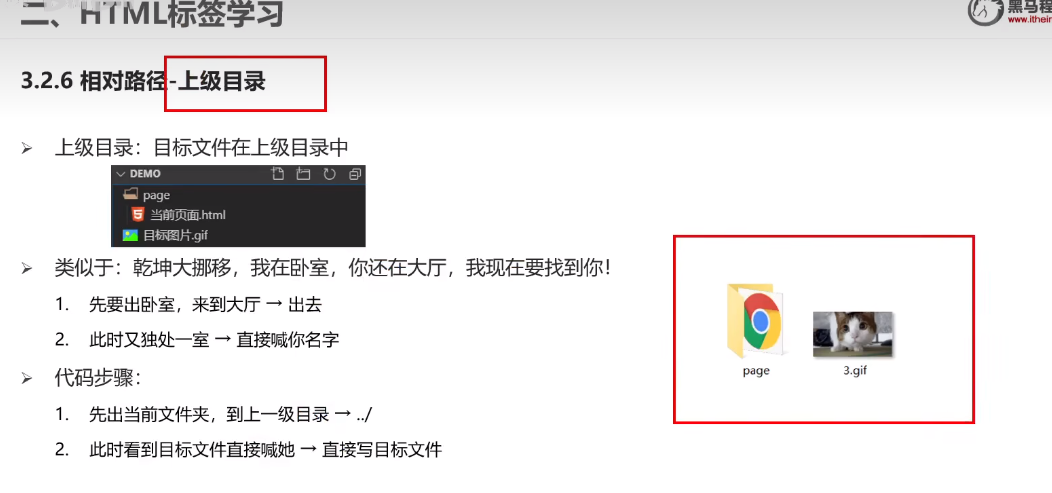 二、HTML标签学习
黑马程
www.itheim
3.2.6 相对路径-上级目录
上级目录：目标文件在上级目录中
DEMO
page
当前页面.html
目标图片.gif
类似于：乾坤大挪移，我在卧室，你还在大厅，我现在要找到你！
1. 先要出卧室，来到大厅 → 出去
2. 此时又独处一室 → 直接喊你名字
代码步骤：
1. 先出当前文件夹，到上一级目录 → ../
2. 此时看到目标文件直接喊她 → 直接写目标文件
page
3.gif